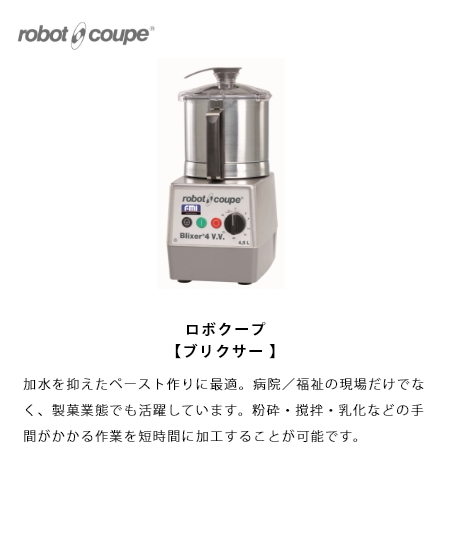 robot coupe®
robot coupe®
FMI
Blixer®4 V.V.
4,5 L
ロボクープ
【ブリクサー 】
加水を抑えたペースト作りに最適。病院／福祉の現場だけでな
く、製菓業態でも活躍しています。粉砕・撹拌・乳化などの手
間がかかる作業を短時間に加工することが可能です。